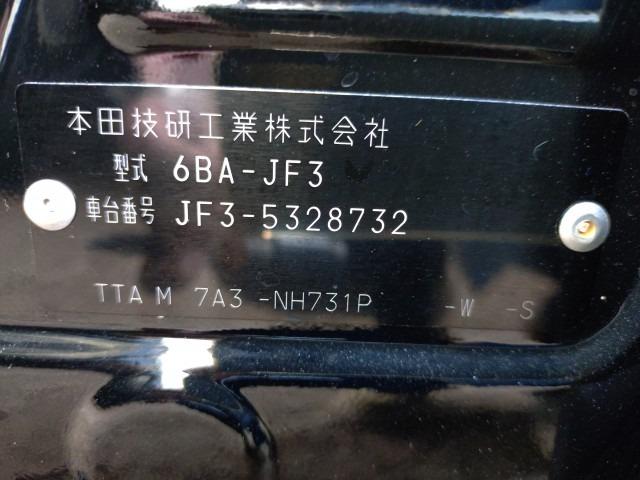 本田技研工業株式会社
型式 6BA-JF3
車台番号 JF3-5328732
TTA M 7A3 -NH731P -W -S